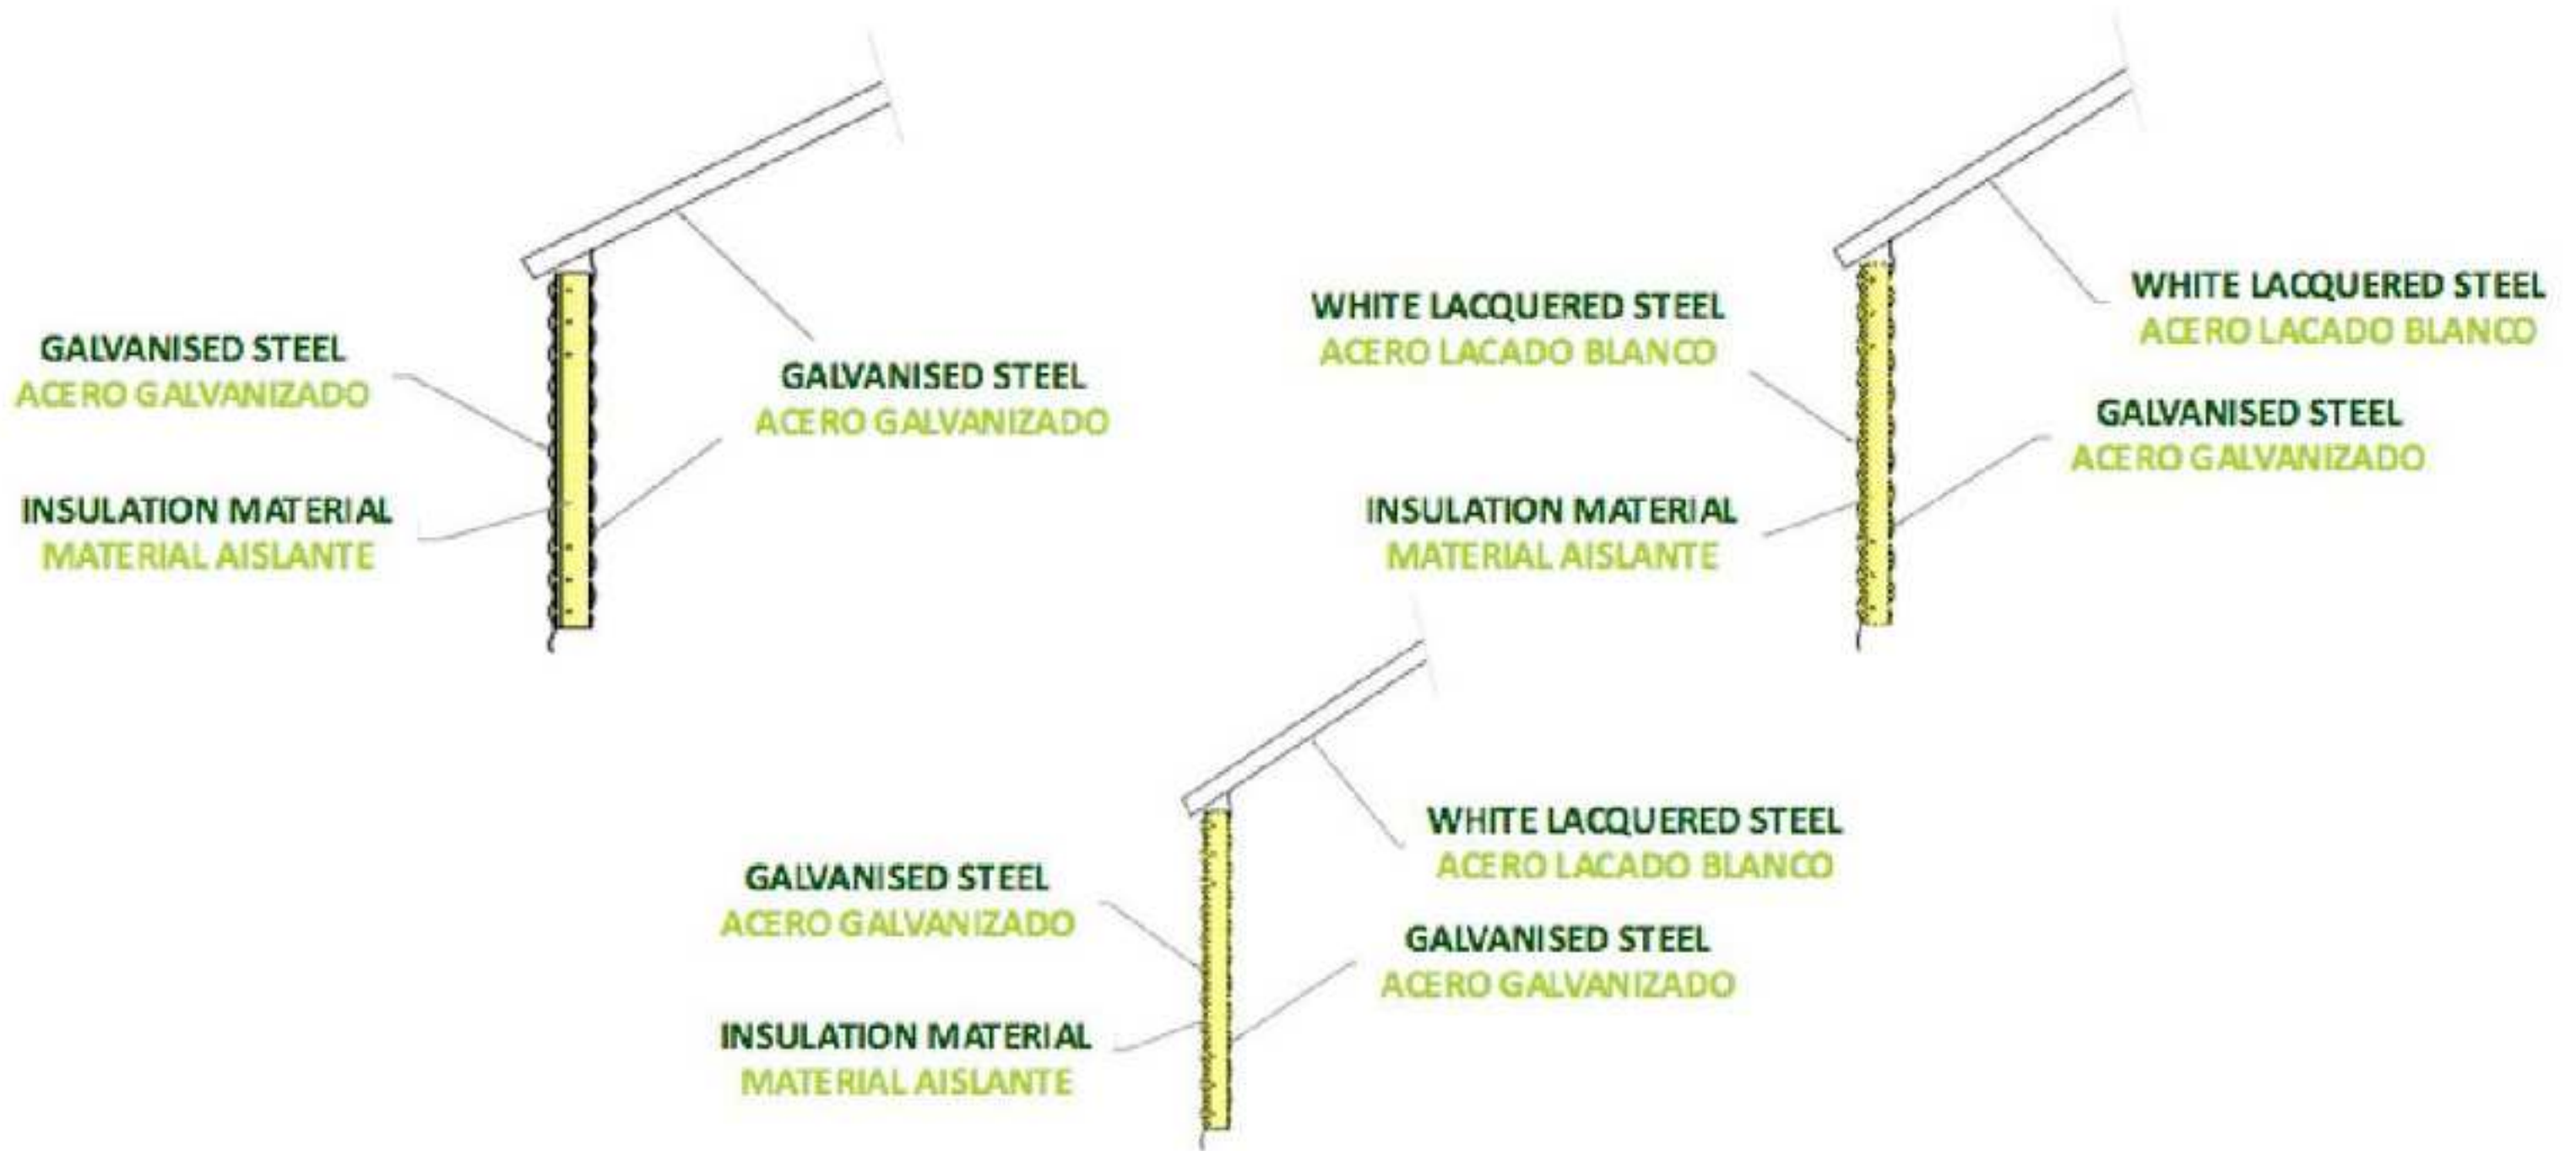 GALVANISED STEEL
ACERO GALVANIZADO
INSULATION MATERIAL
MATERIAL AISLANTE
GALVANISED STEEL
ACERO GALVANIZADO
WHITE LACQUERED STEEL
ACERO LACADO BLANCO
INSULATION MATERIAL
MATERIAL AISLANTE
WHITE LACQUERED STEEL
ACERO LACADO BLANCO
GALVANISED STEEL
ACERO GALVANIZADO
GALVANISED STEEL
ACERO GALVANIZADO
INSULATION MATERIAL
MATERIAL AISLANTE
WHITE LACQUERED STEEL
ACERO LACADO BLANCO
GALVANISED STEEL
ACERO GALVANIZADO